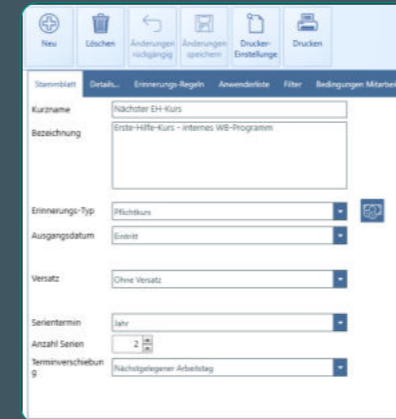 Neu Löschen Änderungen rückgängig Änderungen speichern Drucker-Einstellunge Drucken
Stammblatt Details... Erinnerungs-Regeln Anwenderliste Filter Bedingungen Mitarbei
Kurzname Nächster EH-Kurs
Bezeichnung Erste-Hilfe-Kurs - internes WB-Programm
Erinnerungs-Typ Pflichtkurs
Ausgangsdatum Eintritt
Versatz Ohne Versatz
Serientermin Jahr
Anzahl Serien 2
Terminverschiebun
g
Nächstgelegener Arbeitstag